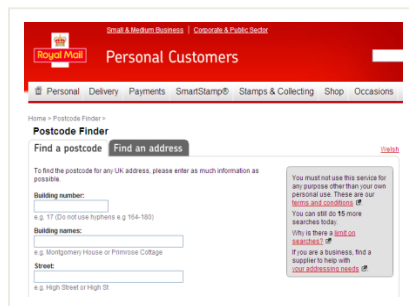 Small & Medium Business | Corporate & Public Sector
Royal Mail
Personal Customers
Personal Delivery Payments SmartStamp® Stamps & Collecting Shop Occasions
Home > Postcode Finder >
Postcode Finder
Find a postcode Find an address
Welsh
To find the postcode for any UK address, please enter as much information as
possible.
Building number:
e.g. 17 (Do not use hyphens e.g 164-180)
Building names:
e.g. Montgomery House or Primrose Cottage
Street:
e.g. High Street or High St
You must not use this service for
any purpose other than your own
personal use. These are our
terms and conditions
You can still do 15 more
searches today.
Why is there a limit on
searches?
If you are a business, find a
supplier to help with
your addressing needs